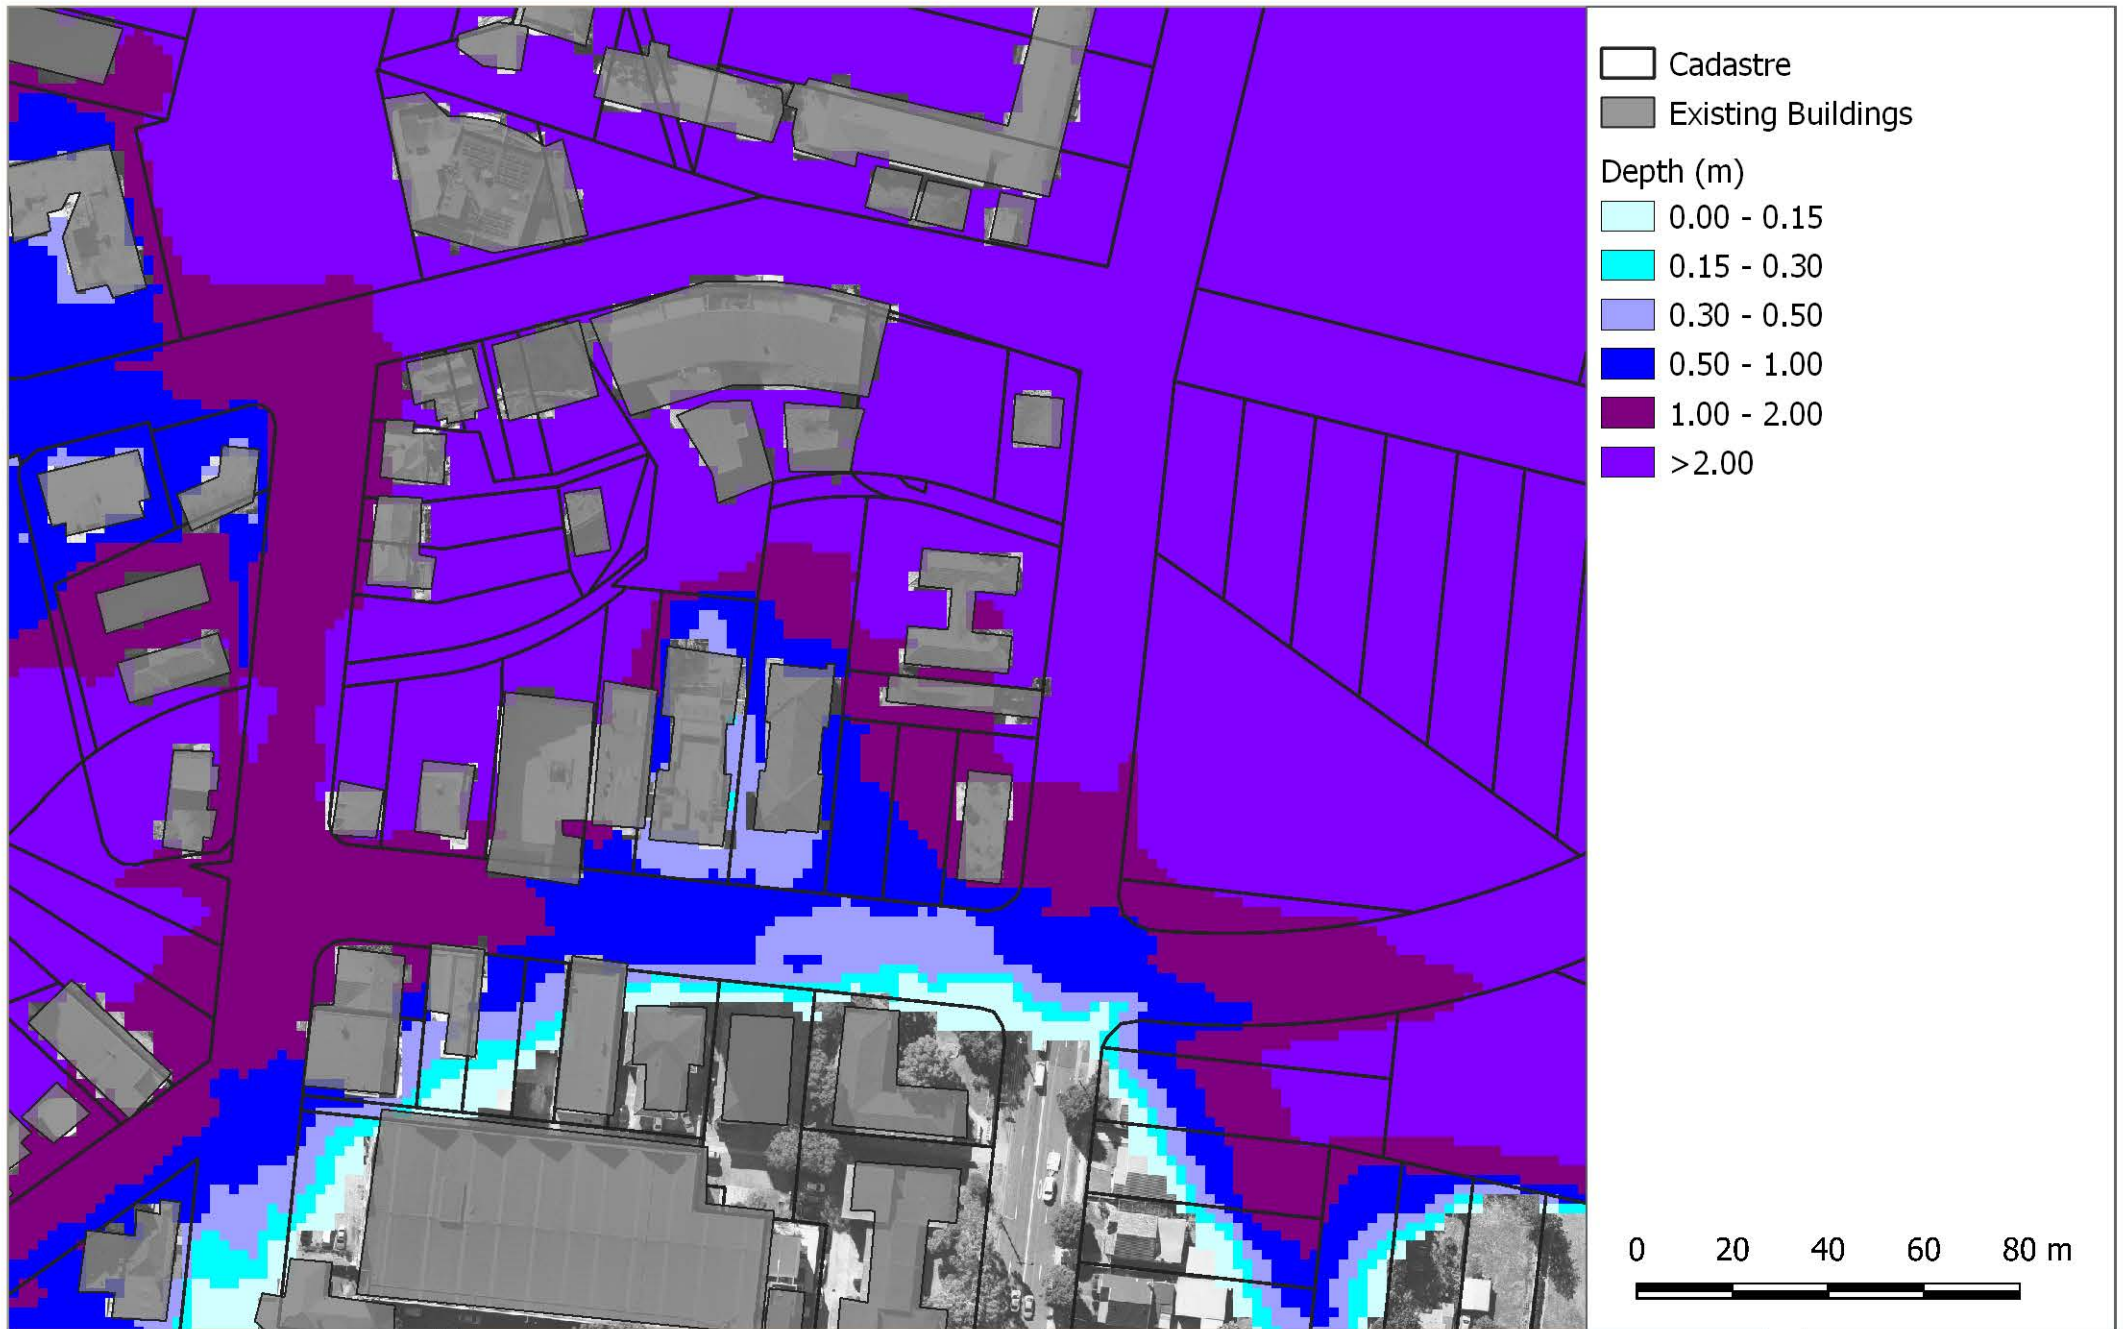 Cadastre
Existing Buildings
Depth (m)
0.00 - 0.15
0.15 - 0.30
0.30 - 0.50
0.50 - 1.00
1.00 - 2.00
>2.00
0 20 40 60 80 m